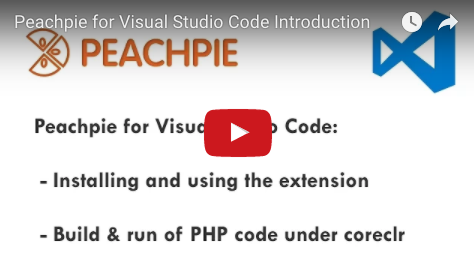 Peachpie for Visual Studio Code Introduction
PEACHPIE
Peachpie for Visu o Code:
- Installing and using the extension
- Build & run of PHP code under coreclr